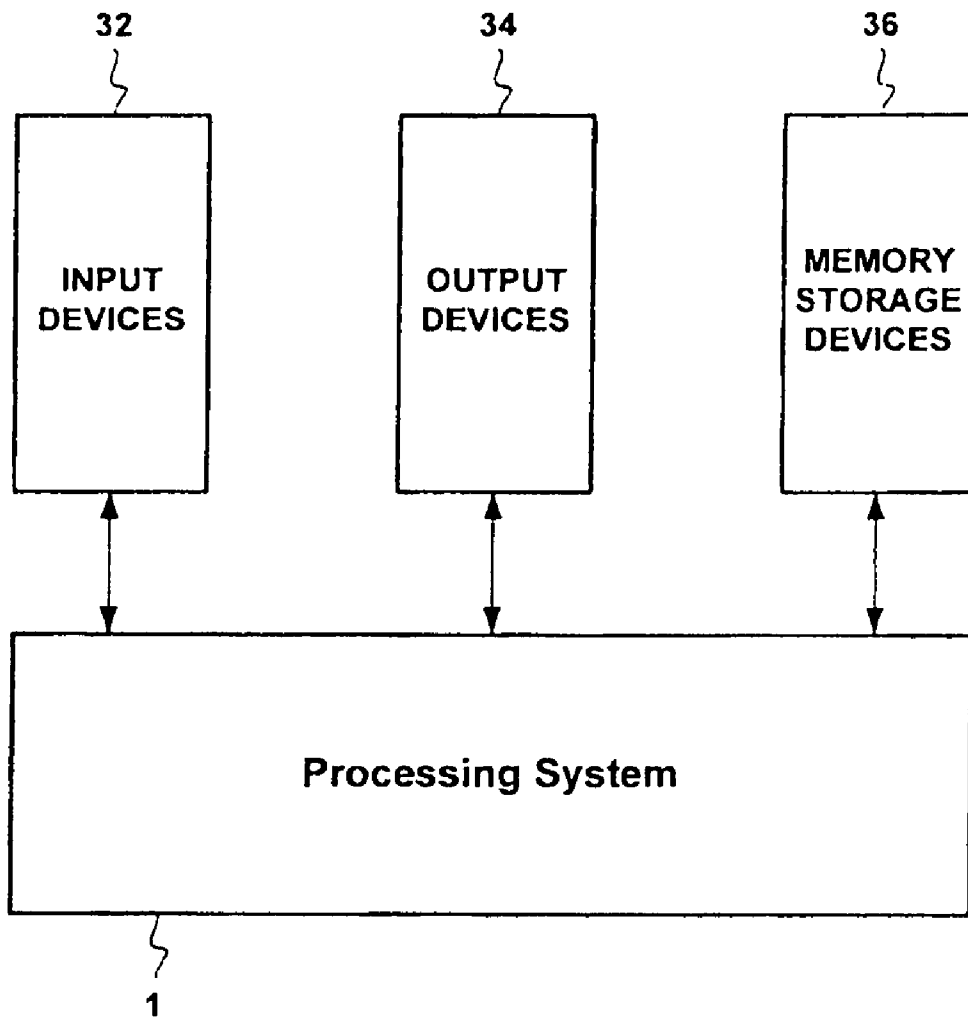 32
34
36
INPUT
DEVICES
OUTPUT
DEVICES
MEMORY
STORAGE
DEVICES
Processing System
1